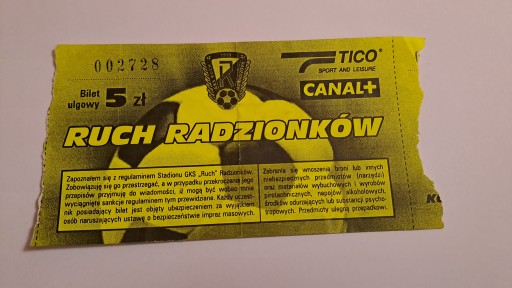 002728
Bilet
ulgowy 5 zł
TICO
SPORT AND LEISURE
CANAL+
RUCH RADZIONKÓW
Zapoznałem się z regulaminem Stadionu GKS „Ruch" Radzionków.
Zobowiązuję się go przestrzegać, a w przypadku przekroczenia jego
przepisów przyjmuję do wiadomości, iż mogą być wobec mnie
wyciągnięte sankcje regulaminem tym przewidziana. Każdy uczest-
nik posiadający bilet jest objęty ubezpieczeniem za wyjątkiem
osób naruszających ustawę o bezpieczeństwie imprez masowych.
Zabrania się wnoszenia broni lub innych
niebezpiecznych przedmiotów (narzędzi)
oraz materiałów wybuchowych i wyrobów
pirotechnicznych, napojów alkoholowych,
środków odurzających lub substancji psycho-
tropowych. Przedmioty ulegną przepadkowi.